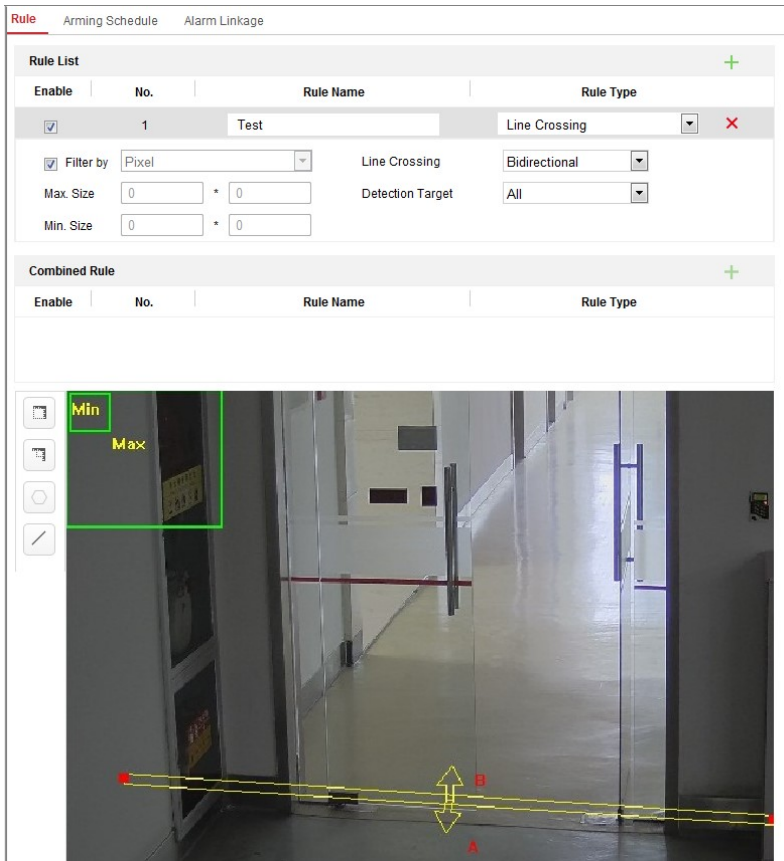 Rule Arming Schedule Alarm Linkage
Rule List
Enable No. Rule Name Rule Type
1 Test Line Crossing
Filter by Pixel Line Crossing Bidirectional
Max. Size 0 * 0 Detection Target All
Min. Size 0 * 0
Combined Rule
Enable No. Rule Name Rule Type
Min
Max
B
A